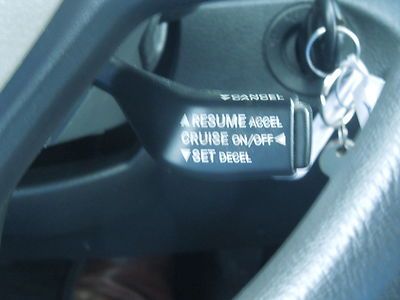 ▼CANCEL
▲RESUME ACCEL
CRUISE ON/OFF◀
▼SET DECEL